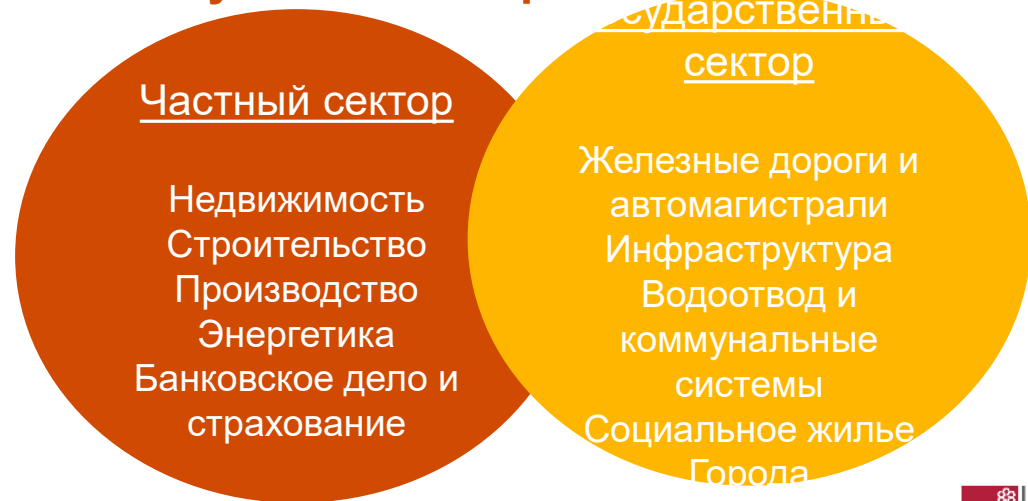 Частный сектор
Недвижимость
Строительство
Производство
Энергетика
Банковское дело и
страхование
сектор
Железные дороги и
автомагистрали
Инфраструктура
Водоотвод и
коммунальные
системы
Социальное жилье
Города